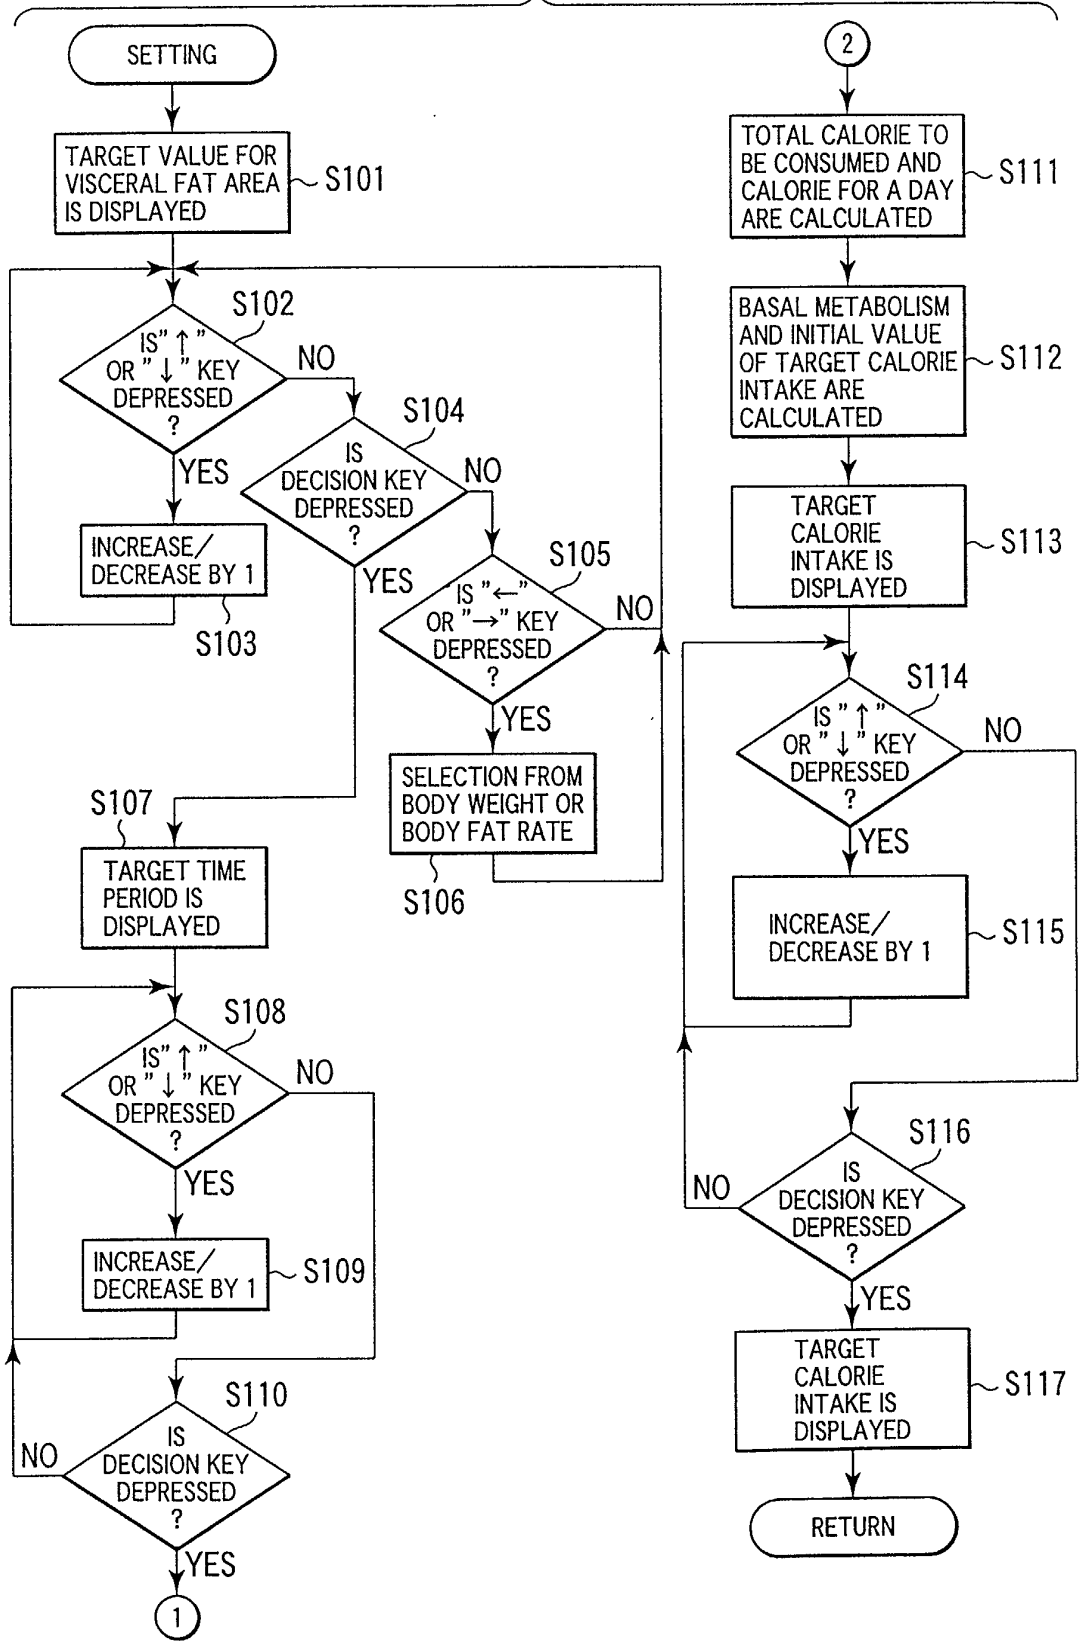 SETTING
TARGET VALUE FOR
VISCERAL FAT AREA
IS DISPLAYED
S101
S102
IS" ↑ "
OR " ↓ " KEY
DEPRESSED
?
NO
YES
INCREASE/
DECREASE BY 1
S103
S104
IS
DECISION KEY
DEPRESSED
?
NO
YES
S105
IS "←"
OR "→" KEY
DEPRESSED
?
NO
YES
SELECTION FROM
BODY WEIGHT OR
BODY FAT RATE
S106
S107
TARGET TIME
PERIOD IS
DISPLAYED
S108
IS" ↑ "
OR " ↓ " KEY
DEPRESSED
?
NO
YES
INCREASE/
DECREASE BY 1
S109
S110
IS
DECISION KEY
DEPRESSED
?
NO
YES
1
2
TOTAL CALORIE TO
BE CONSUMED AND
CALORIE FOR A DAY
ARE CALCULATED
S111
BASAL METABOLISM
AND INITIAL VALUE
OF TARGET CALORIE
INTAKE ARE
CALCULATED
S112
TARGET
CALORIE
INTAKE IS
DISPLAYED
S113
S114
IS " ↑ "
OR " ↓ " KEY
DEPRESSED
?
NO
YES
INCREASE/
DECREASE BY 1
S115
S116
IS
DECISION KEY
DEPRESSED
?
NO
YES
TARGET
CALORIE
INTAKE IS
DISPLAYED
S117
RETURN